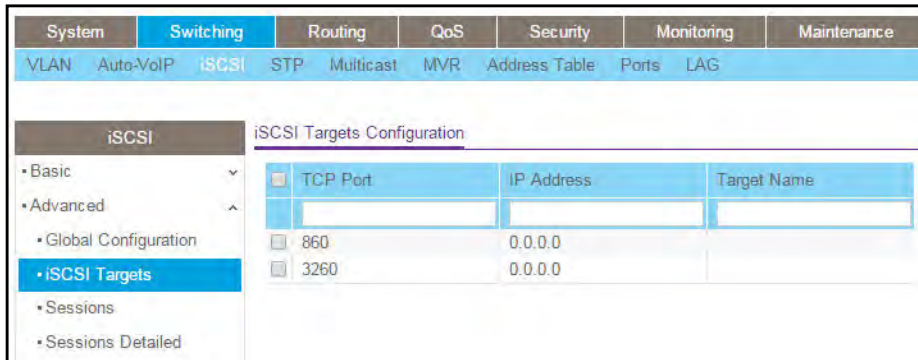 System Switching Routing QoS Security Monitoring Maintenance
VLAN Auto-VoIP iSCSI STP Multicast MVR Address Table Ports LAG
iSCSI
iSCSI Targets Configuration
Basic
Advanced
Global Configuration
iSCSI Targets
Sessions
Sessions Detailed
TCP Port IP Address Target Name
860 0.0.0.0
3260 0.0.0.0